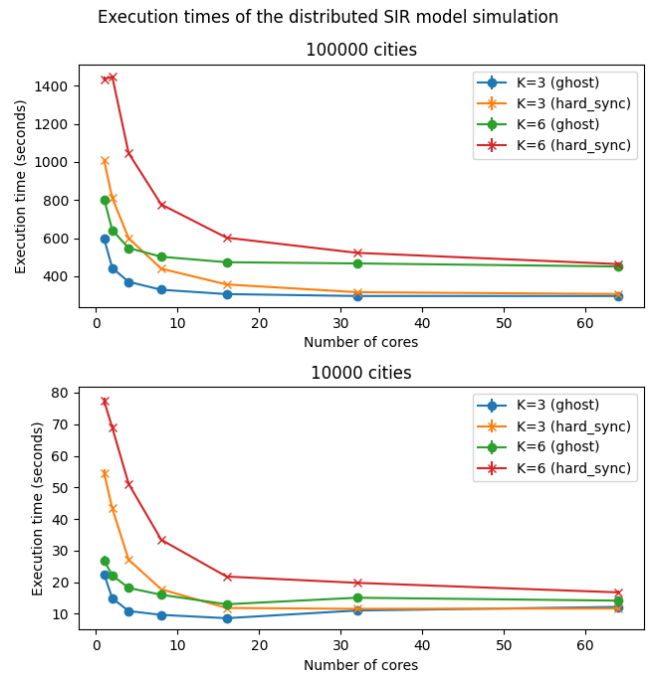 Execution times of the distributed SIR model simulation
100000 cities
Execution time (seconds)
1400
1200
1000
800
600
400
K=3 (ghost)
K=3 (hard_sync)
K=6 (ghost)
K=6 (hard_sync)
0 10 20 30 40 50 60
Number of cores
10000 cities
Execution time (seconds)
80
70
60
50
40
30
20
10
K=3 (ghost)
K=3 (hard_sync)
K=6 (ghost)
K=6 (hard_sync)
0 10 20 30 40 50 60
Number of cores